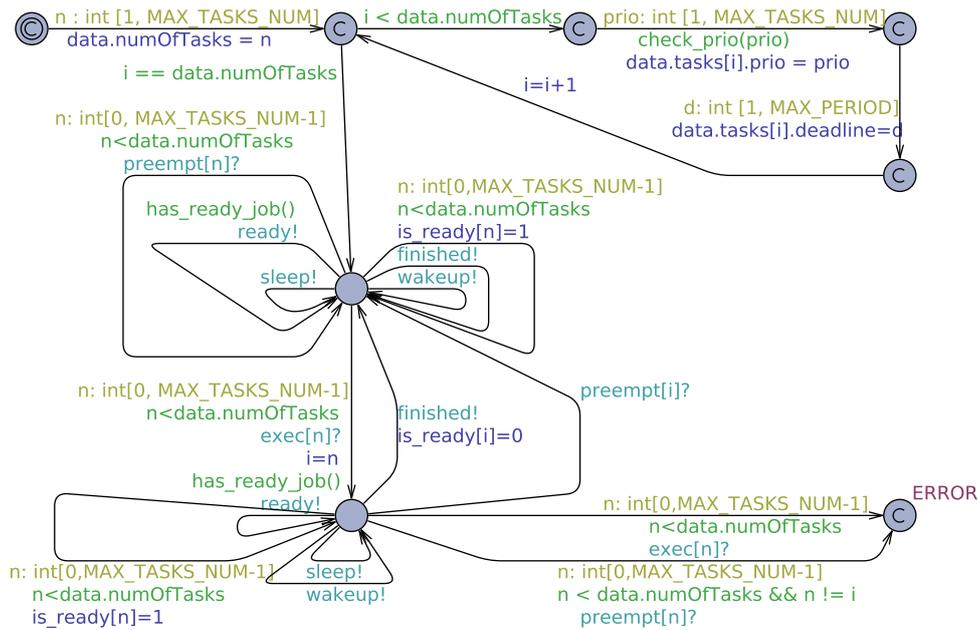 n : int [1, MAX_TASKS_NUM]
data.numOfTasks = n
i < data.numOfTasks
prio: int [1, MAX_TASKS_NUM]
check_prio(prio)
data.tasks[i].prio = prio
i == data.numOfTasks
i=i+1
d: int [1, MAX_PERIOD]
data.tasks[i].deadline=d
n: int[0, MAX_TASKS_NUM-1]
n<data.numOfTasks
preempt[n]?
has_ready_job()
ready!
sleep!
n: int[0,MAX_TASKS_NUM-1]
n<data.numOfTasks
is_ready[n]=1
finished!
wakeup!
n: int[0, MAX_TASKS_NUM-1]
n<data.numOfTasks
exec[n]?
i=n
finished!
is_ready[i]=0
preempt[i]?
has_ready_job()
ready!
n: int[0,MAX_TASKS_NUM-1]
n<data.numOfTasks
exec[n]?
ERROR
n: int[0,MAX_TASKS_NUM-1]
n<data.numOfTasks
is_ready[n]=1
sleep!
wakeup!
n: int[0,MAX_TASKS_NUM-1]
n < data.numOfTasks && n != i
preempt[n]?